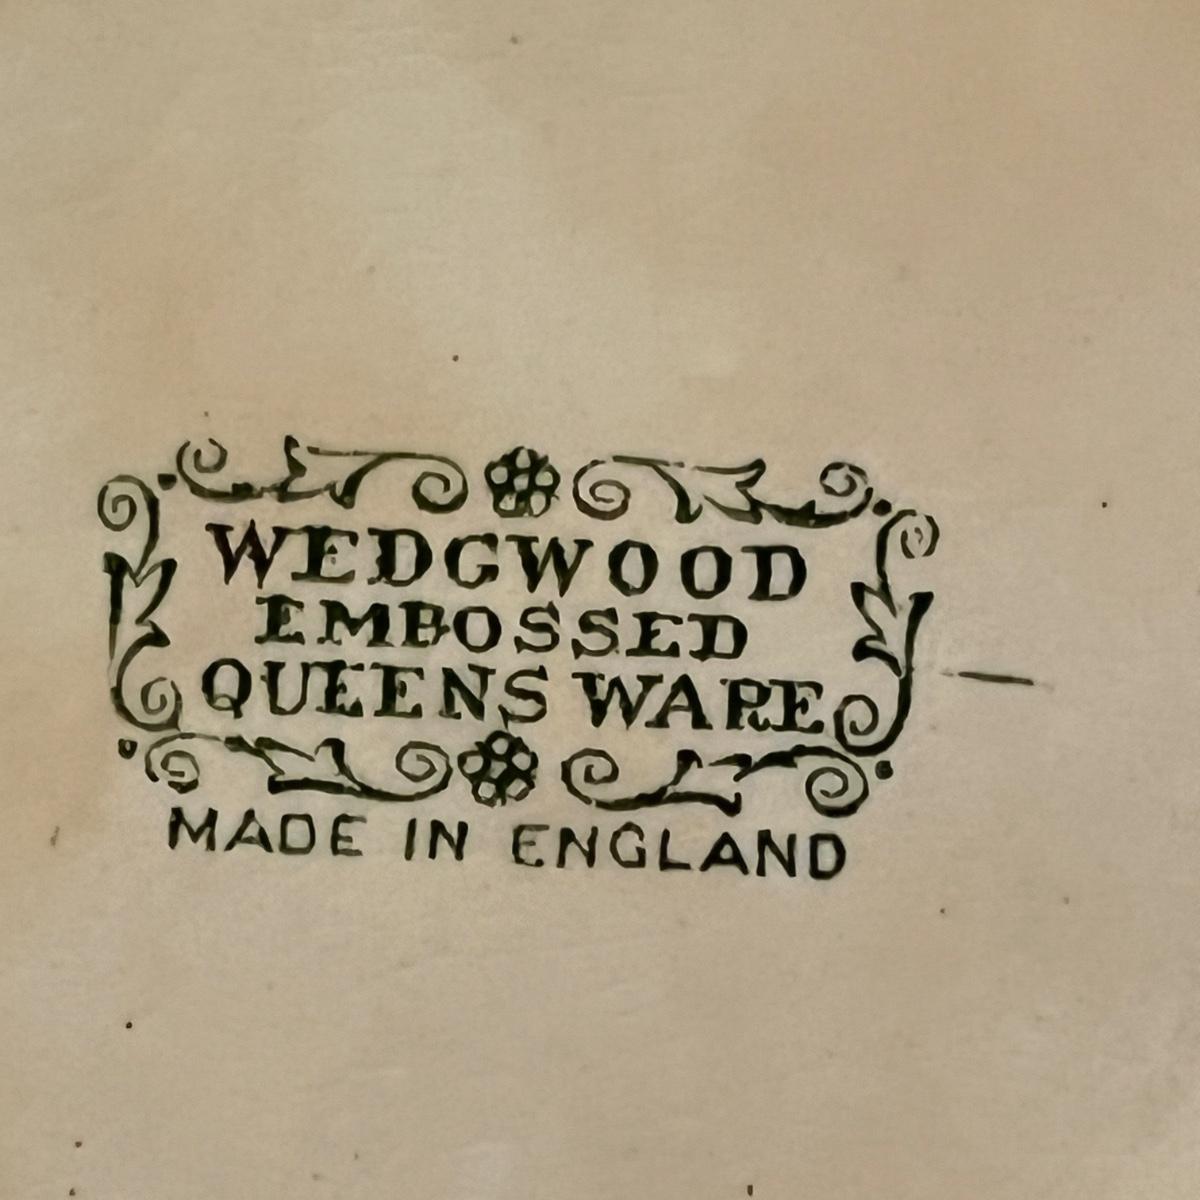 WEDGWOOD
EMBOSSED
QUEENS WARE
MADE IN ENGLAND